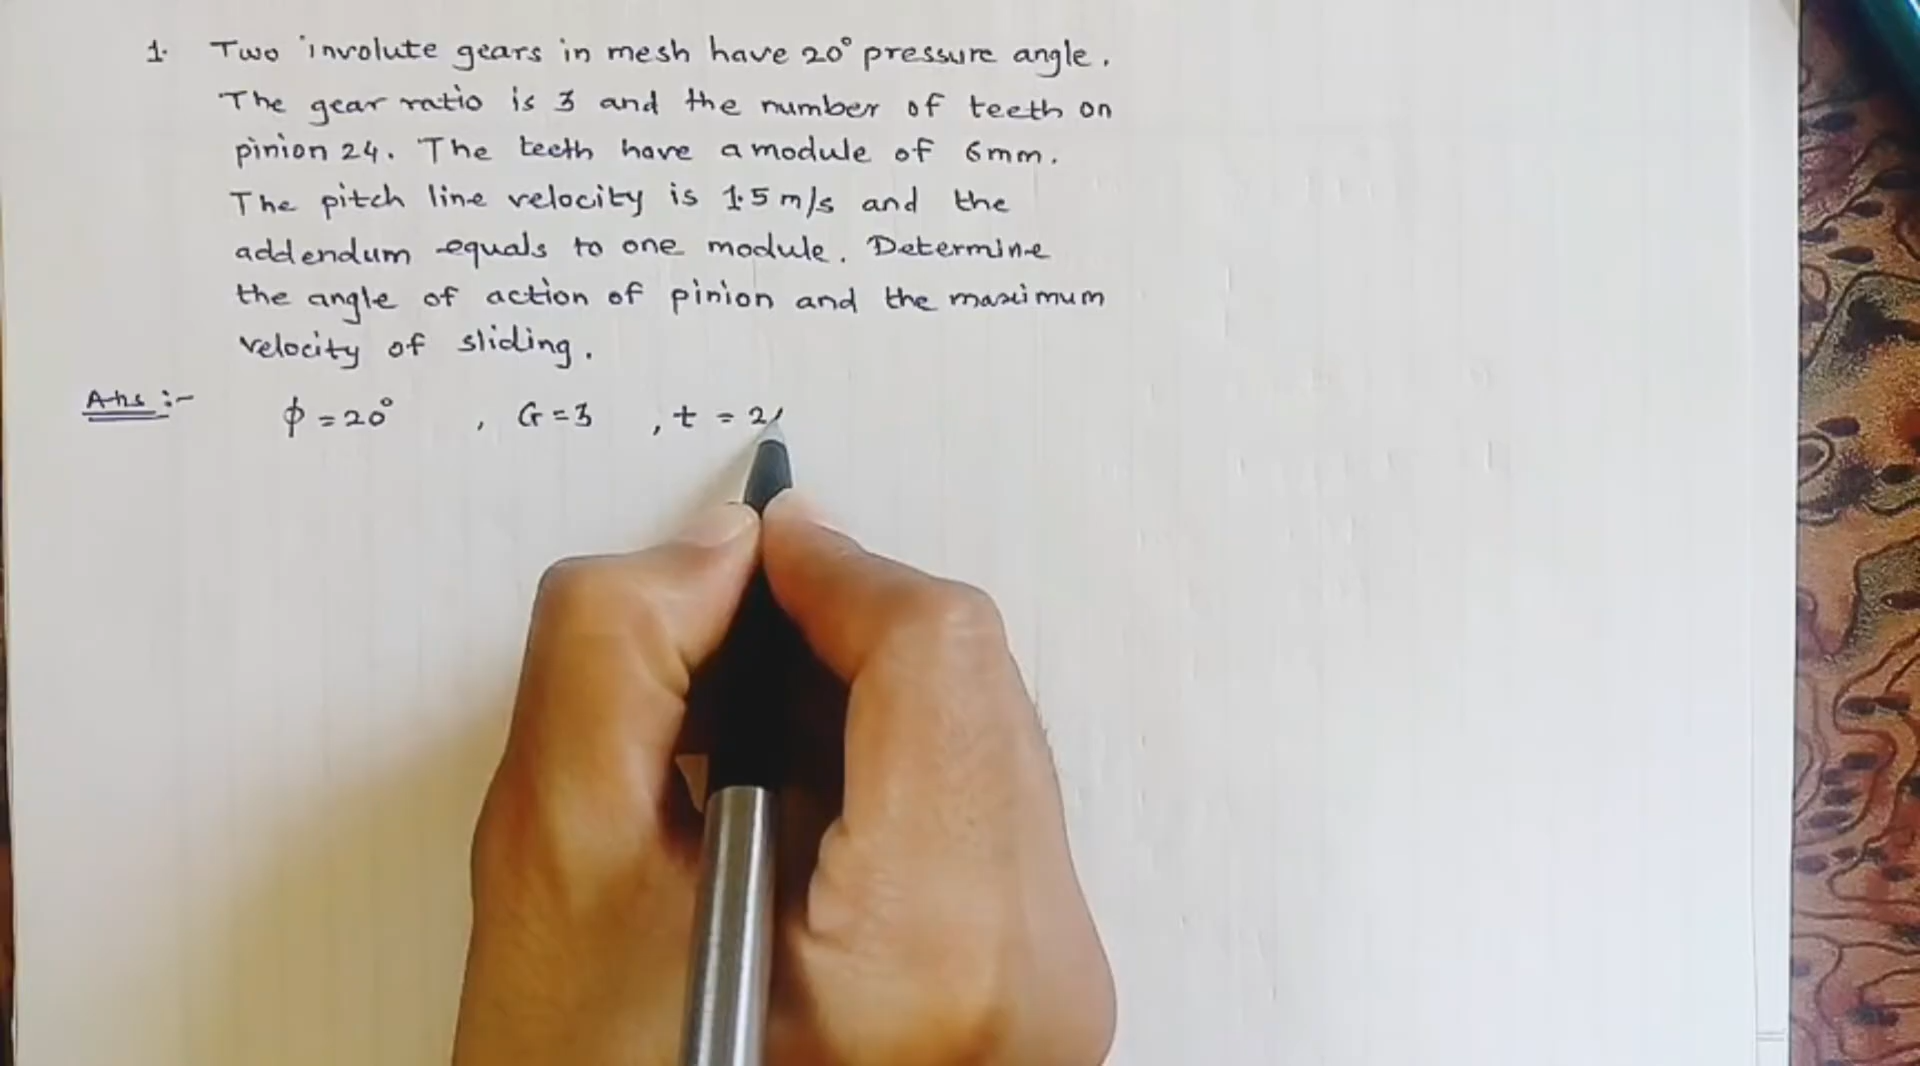 1. Two involute gears in mesh have 20° pressure angle.
The gear ratio is 3 and the number of teeth on
pinion 24. The teeth have a module of 6mm.
The pitch line velocity is 1.5 m/s and the
addendum equals to one module. Determine
the angle of action of pinion and the maximum
velocity of sliding.
Ans :- ϕ = 20° , G = 3 , t = 2